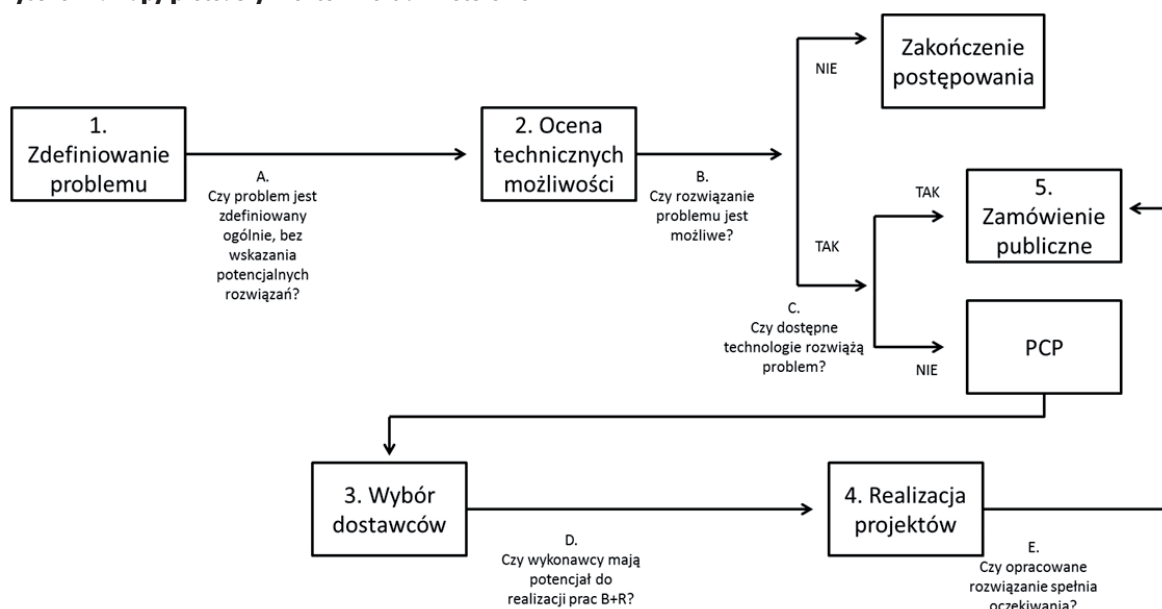 Zakończenie
postępowania
NIE
1.
Zdefiniowanie
problemu
2. Ocena
technicznych
możliwości
A.
Czy problem jest
zdefiniowany
ogólnie, bez
wskazania
potencjalnych
rozwiązań?
B.
Czy rozwiązanie
problemu jest
możliwe?
TAK
TAK
5.
Zamówienie
publiczne
C.
Czy dostępne
technologie rozwiążą
problem?
NIE
PCP
3. Wybór
dostawców
4. Realizacja
projektów
D.
Czy wykonawcy mają
potencjał do
realizacji prac B+R?
E.
Czy opracowane
rozwiązanie spełnia
oczekiwania?